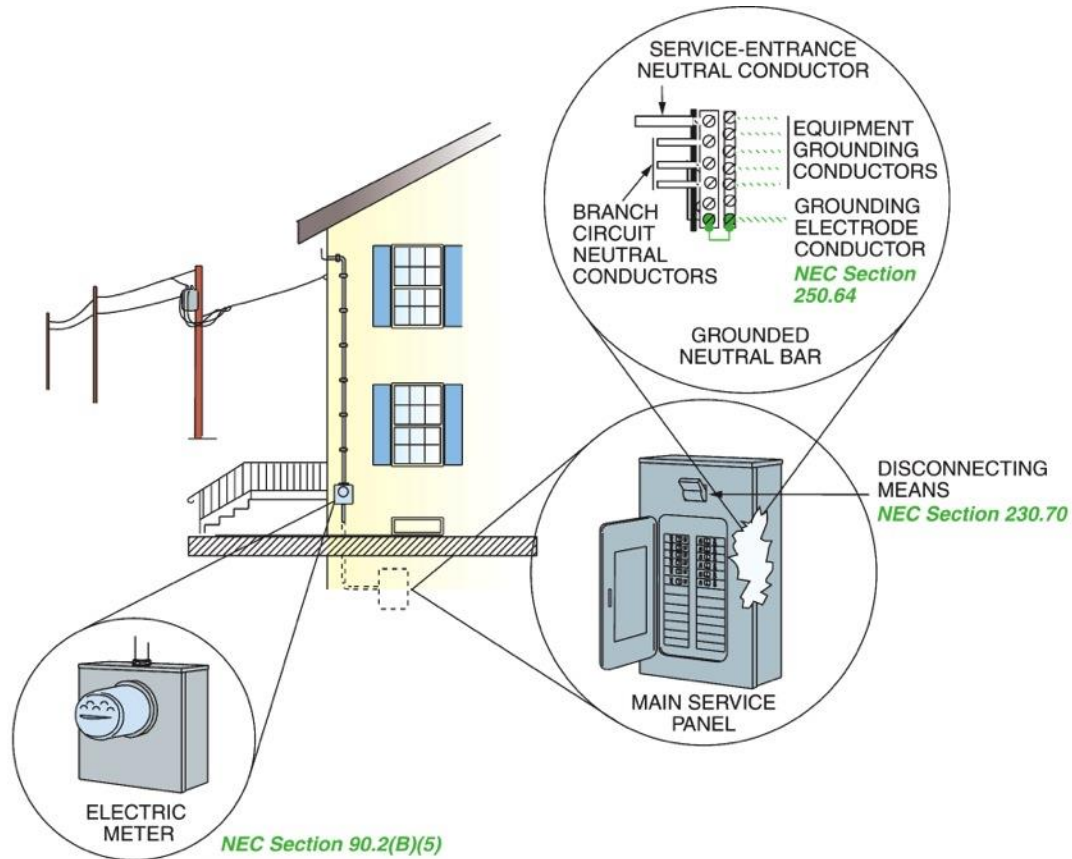 SERVICE-ENTRANCE
NEUTRAL CONDUCTOR
EQUIPMENT
GROUNDING
CONDUCTORS
BRANCH
CIRCUIT
NEUTRAL
CONDUCTORS
GROUNDING
ELECTRODE
CONDUCTOR
NEC Section
250.64
GROUNDED
NEUTRAL BAR
DISCONNECTING
MEANS
NEC Section 230.70
MAIN SERVICE
PANEL
ELECTRIC
METER
NEC Section 90.2(B)(5)